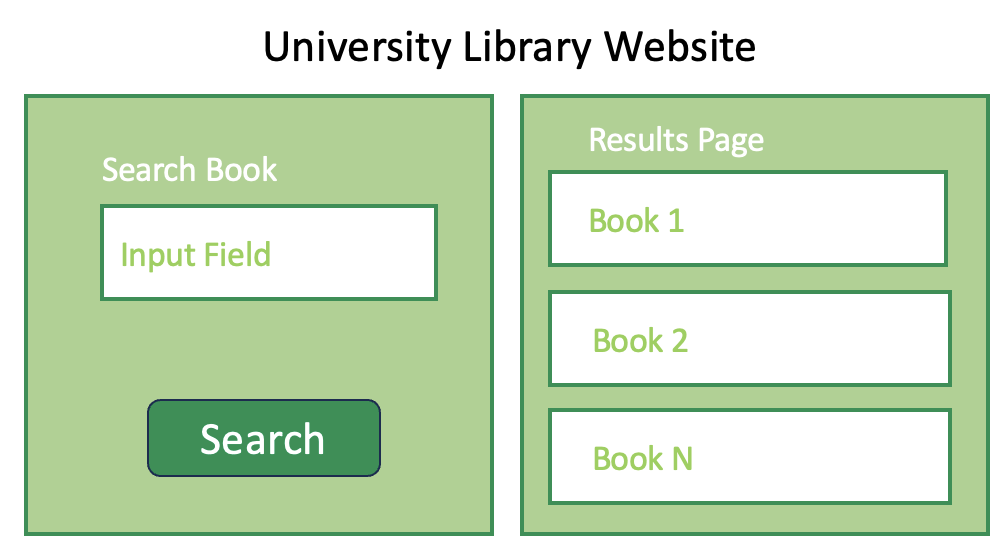 University Library Website
Search Book
Input Field
Search
Results Page
Book 1
Book 2
Book N